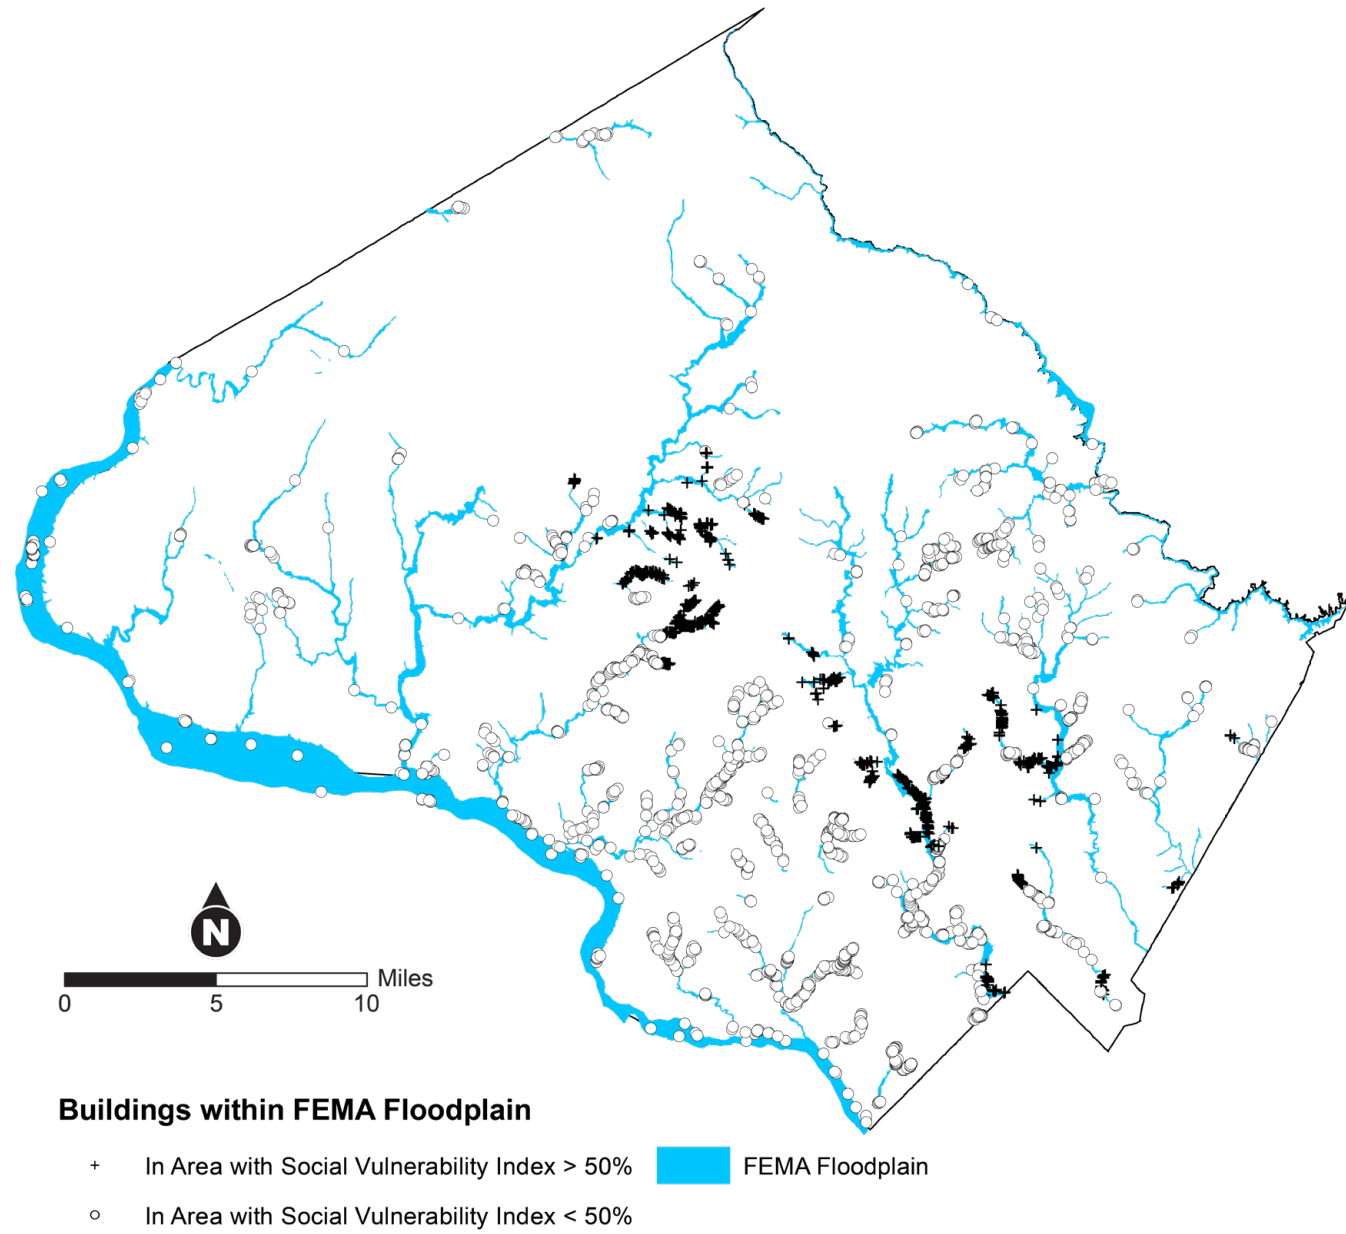 N
Miles
0 5 10
Buildings within FEMA Floodplain
In Area with Social Vulnerability Index > 50% FEMA Floodplain
In Area with Social Vulnerability Index < 50%